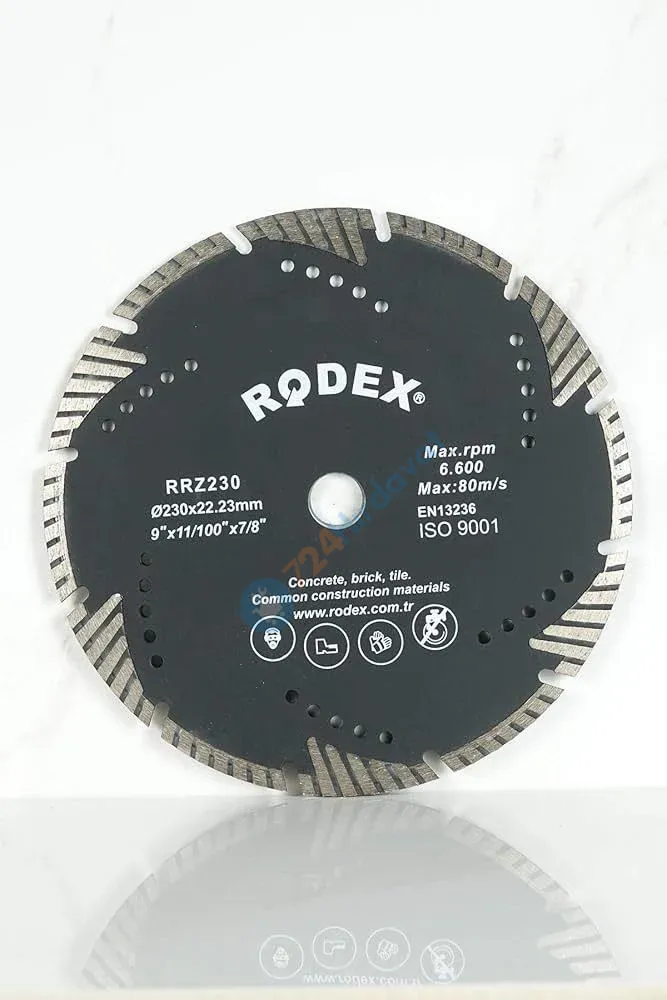 RODEX®
RRZ230
Ø230x22.23mm
9"x11/100"x7/8"
Max.rpm
6.600
Max:80m/s
EN13236
ISO 9001
Concrete, brick, tile.
Common construction materials
www.rodex.com.tr